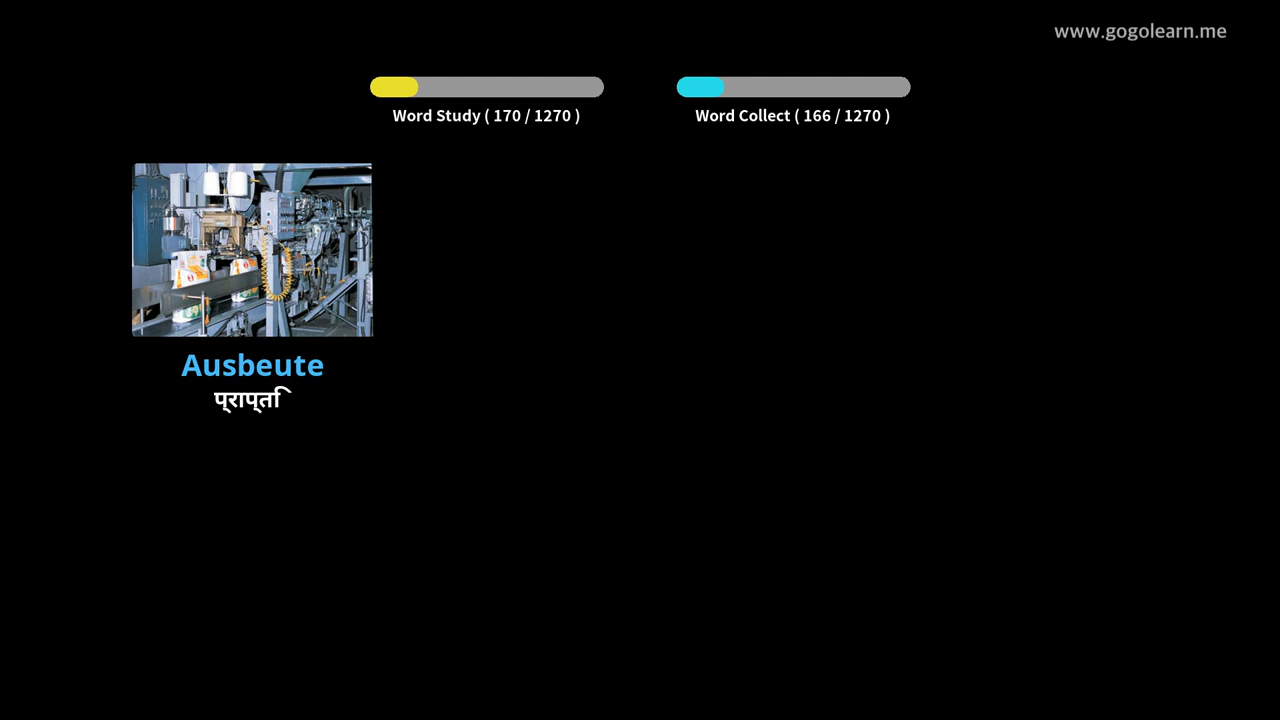 www.gogolearn.me
Word Study ( 170 / 1270 )
Word Collect ( 166 / 1270 )
Ausbeute
प्राप्ति